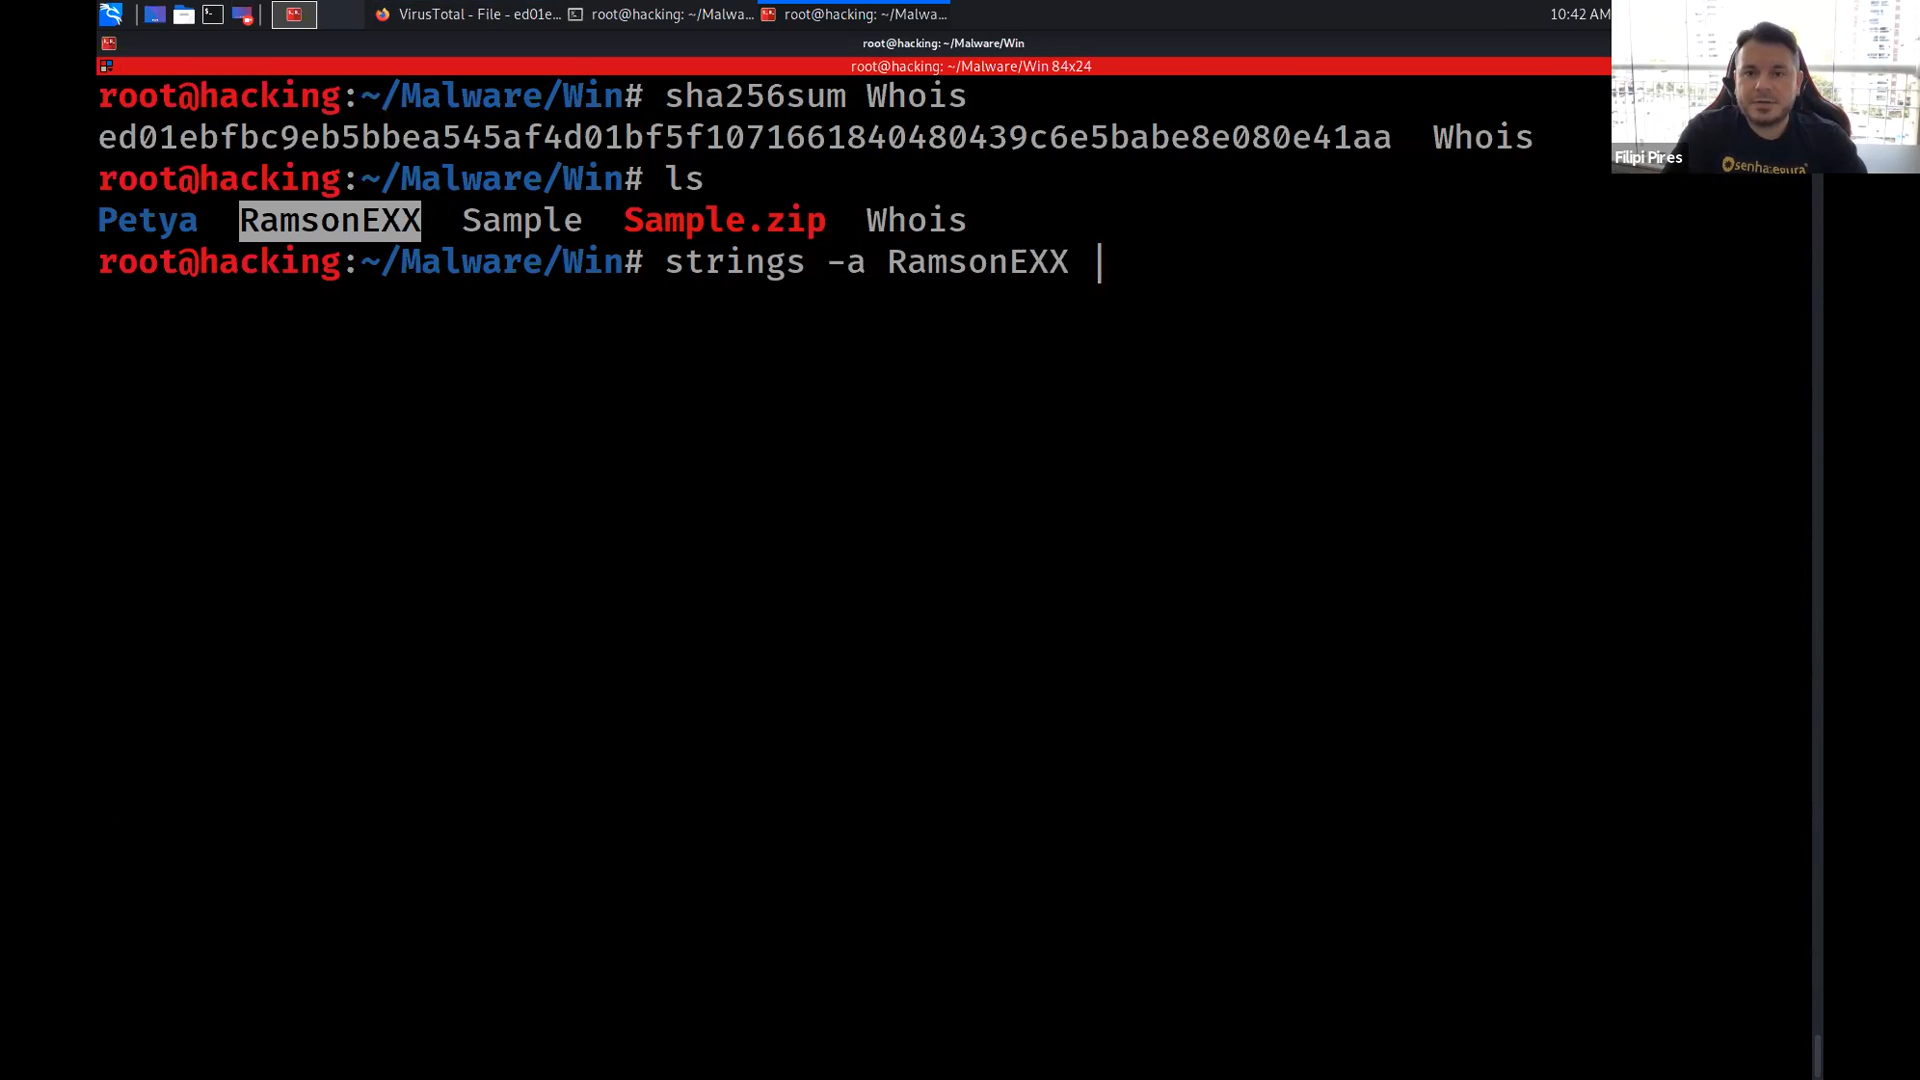 VirusTotal - File - ed01e... root@hacking: ~/Malwa... root@hacking: ~/Malwa... 10:42 AM
root@hacking: ~/Malware/Win
root@hacking: ~/Malware/Win 84x24
root@hacking:~/Malware/Win# sha256sum Whois
ed01ebfbc9eb5bbea545af4d01bf5f1071661840480439c6e5babe8e080e41aa Whois
root@hacking:~/Malware/Win# ls
Petya RamsonEXX Sample Sample.zip Whois
root@hacking:~/Malware/Win# strings -a RamsonEXX |
Filipi Pires
senhasegura